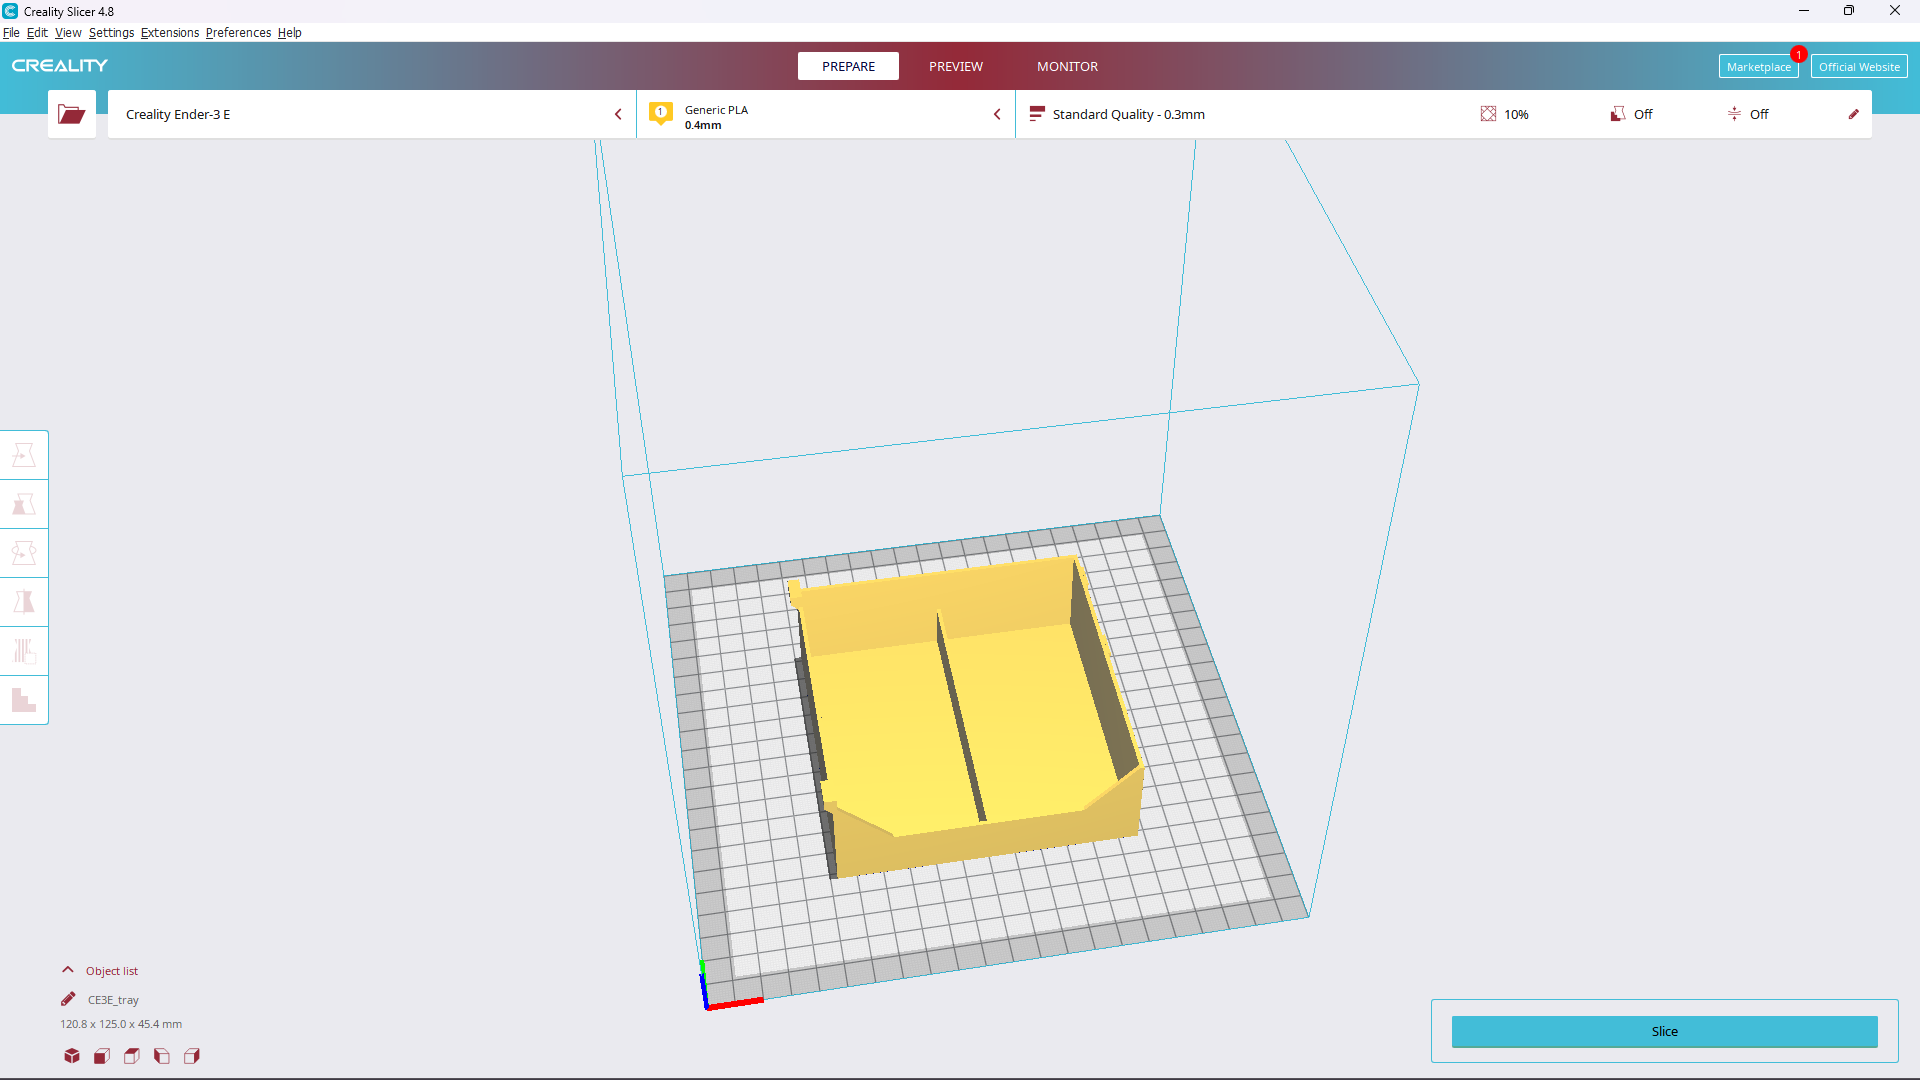 Creality Slicer 4.8
File Edit View Settings Extensions Preferences Help
CREALITY
PREPARE
PREVIEW
MONITOR
Marketplace
1
Official Website
Creality Ender-3 E
1
Generic PLA
0.4mm
Standard Quality - 0.3mm
10%
Off
Off
Object list
CE3E_tray
120.8 x 125.0 x 45.4 mm
Slice